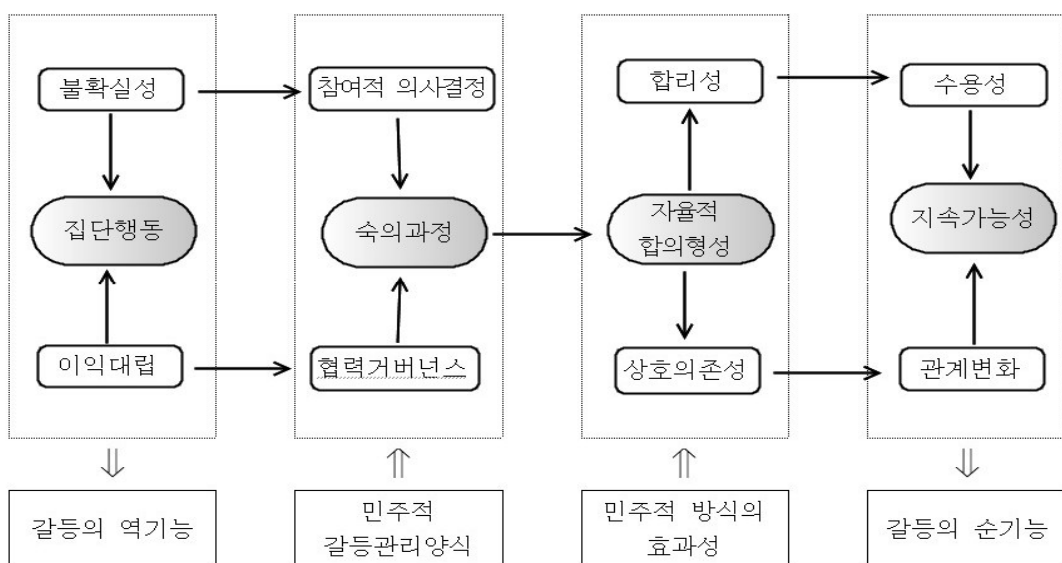 불확실성
참여적 의사결정
합리성
수용성
집단행동
숙의과정
자율적
합의형성
지속가능성
이익대립
협력거버넌스
상호의존성
관계변화
갈등의 역기능
민주적
갈등관리양식
민주적 방식의
효과성
갈등의 순기능